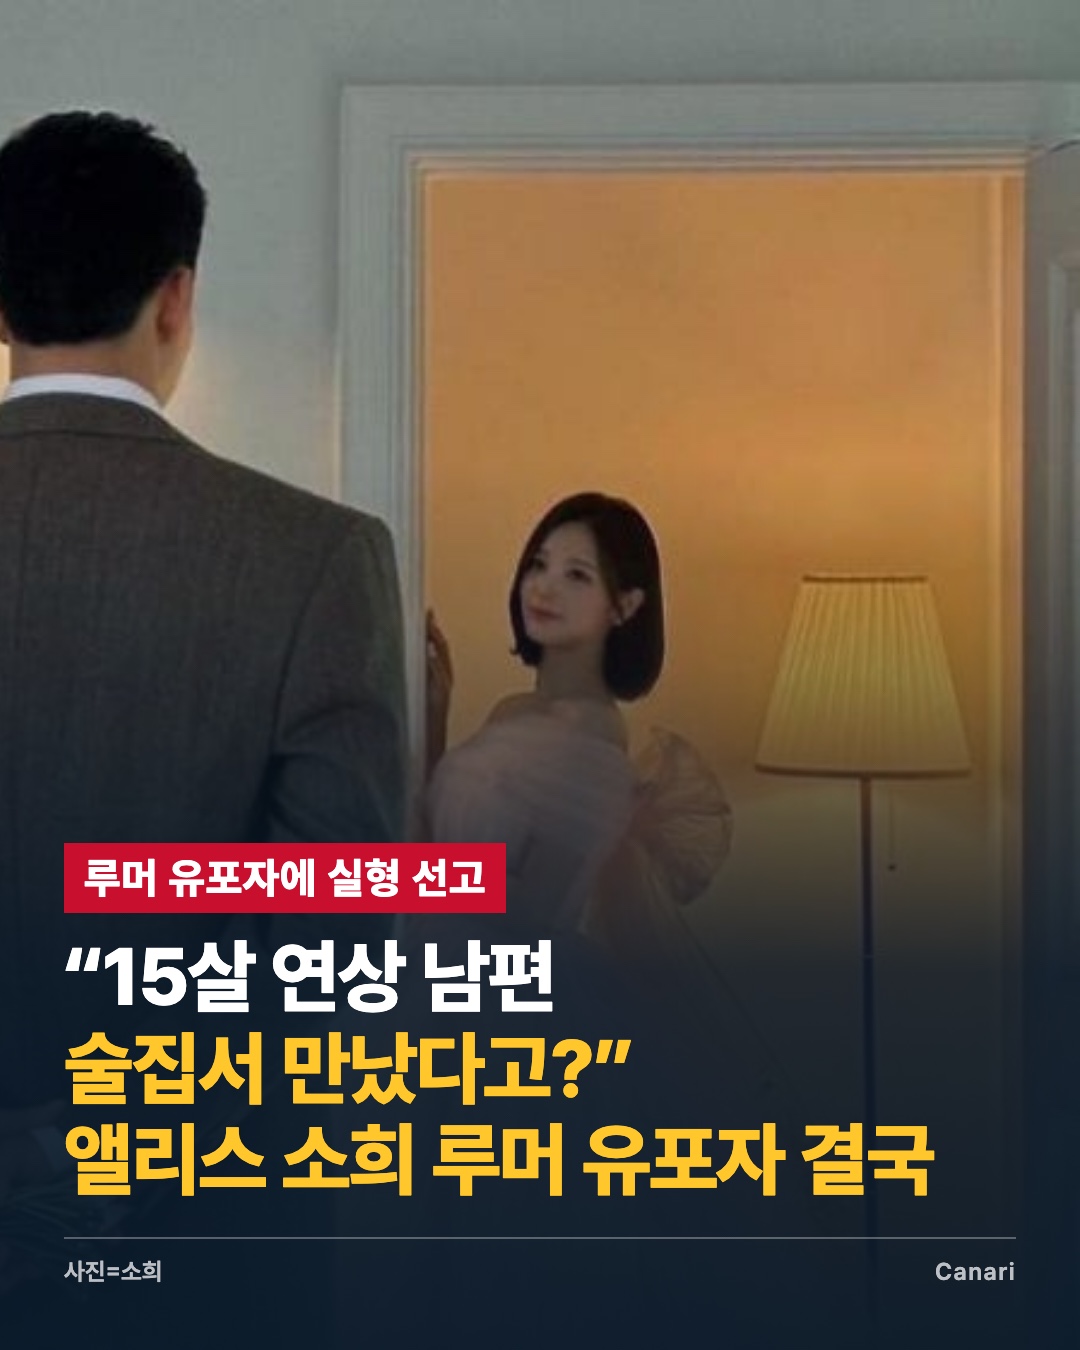 루머 유포자에 실형 선고
“15살 연상 남편
술집서 만났다고?”
앨리스 소희 루머 유포자 결국
사진=소희
Canari